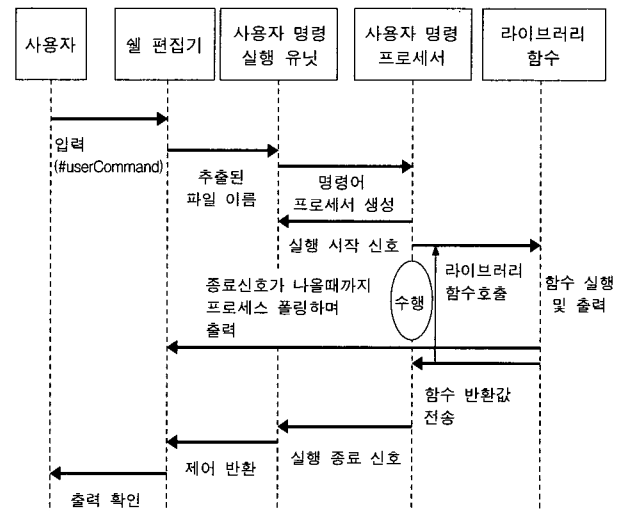 사용자
쉘 편집기
사용자 명령
실행 유닛
사용자 명령
프로세서
라이브러리
함수
입력
(#userCommand)
추출된
파일 이름
명령어
프로세서 생성
실행 시작 신호
라이브러리
함수호출
함수 실행
및 출력
종료신호가 나올때까지
프로세스 폴링하며
출력
수행
함수 반환값
전송
실행 종료 신호
제어 반환
출력 확인